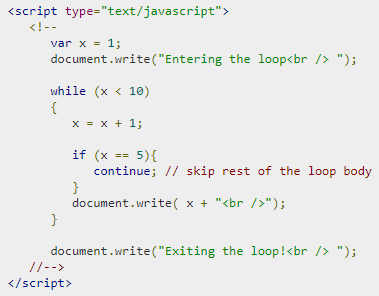 <script type="text/javascript">
   <!--
      var x = 1;
      document.write("Entering the loop<br /> ");

      while (x < 10)
      {
         x = x + 1;

         if (x == 5){
            continue; // skip rest of the loop body
         }
         document.write( x + "<br />");
      }

      document.write("Exiting the loop!<br /> ");
   //-->
</script>